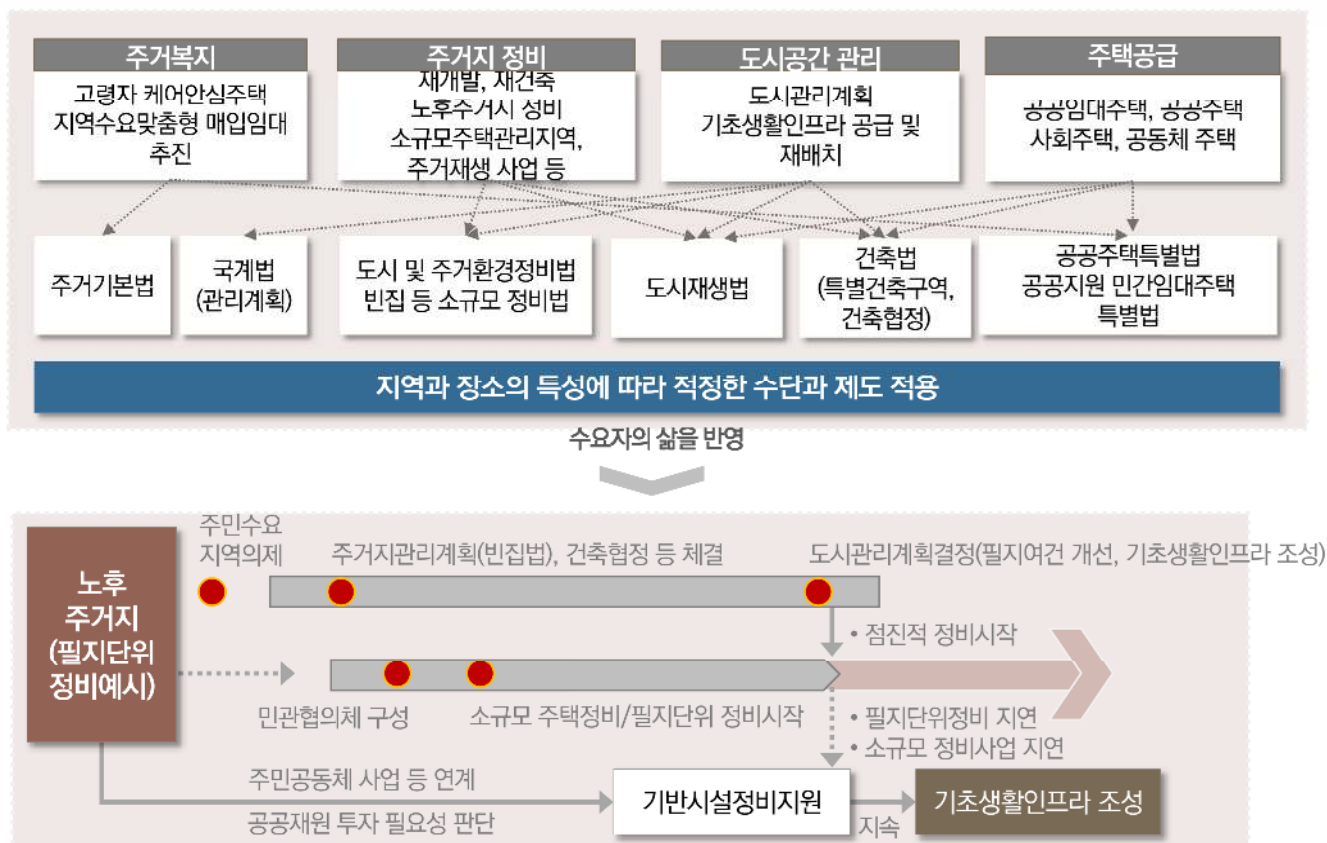 주거복지
고령자 케어안심주택
지역수요맞춤형 매입임대
추진
주거지 정비
재개발, 재건축
노후주거시 정비
소규모주택관리지역,
주거재생 사업 등
도시공간 관리
도시관리계획
기초생활인프라 공급 및
재배치
주택공급
공공임대주택, 공공주택
사회주택, 공동체 주택
주거기본법
국계법
(관리계획)
도시 및 주거환경정비법
빈집 등 소규모 정비법
도시재생법
건축법
(특별건축구역,
건축협정)
공공주택특별법
공공지원 민간임대주택
특별법
지역과 장소의 특성에 따라 적정한 수단과 제도 적용
수요자의 삶을 반영
노후
주거지
(필지단위
정비예시)
주민수요
지역의제
주거지관리계획(빈집법), 건축협정 등 체결
도시관리계획결정(필지여건 개선, 기초생활인프라 조성)
• 점진적 정비시작
민관협의체 구성
소규모 주택정비/필지단위 정비시작
• 필지단위정비 지연
• 소규모 정비사업 지연
주민공동체 사업 등 연계
공공재원 투자 필요성 판단
기반시설정비지원
지속
기초생활인프라 조성